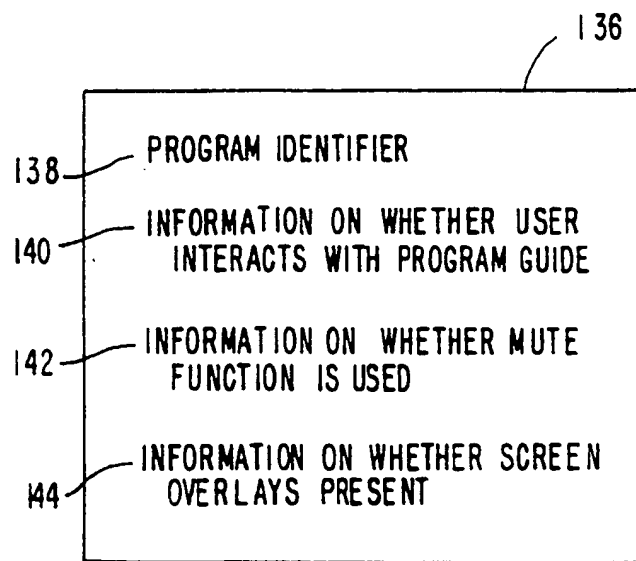 136
138 PROGRAM IDENTIFIER
140 INFORMATION ON WHETHER USER
INTERACTS WITH PROGRAM GUIDE
142 INFORMATION ON WHETHER MUTE
FUNCTION IS USED
144 INFORMATION ON WHETHER SCREEN
OVERLAYS PRESENT